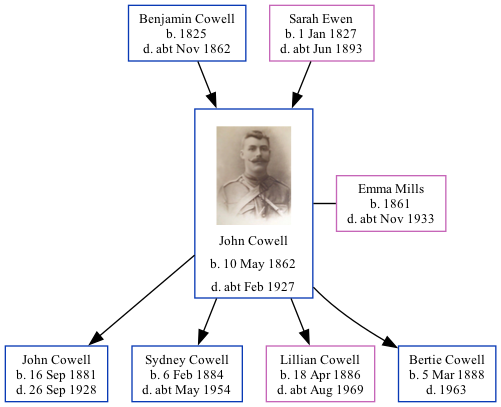 Benjamin Cowell
b. 1825
d. abt Nov 1862
Sarah Ewen
b. 1 Jan 1827
d. abt Jun 1893
John Cowell
b. 10 May 1862
d. abt Feb 1927
Emma Mills
b. 1861
d. abt Nov 1933
John Cowell
b. 16 Sep 1881
d. 26 Sep 1928
Sydney Cowell
b. 6 Feb 1884
d. abt May 1954
Lillian Cowell
b. 18 Apr 1886
d. abt Aug 1969
Bertie Cowell
b. 5 Mar 1888
d. 1963